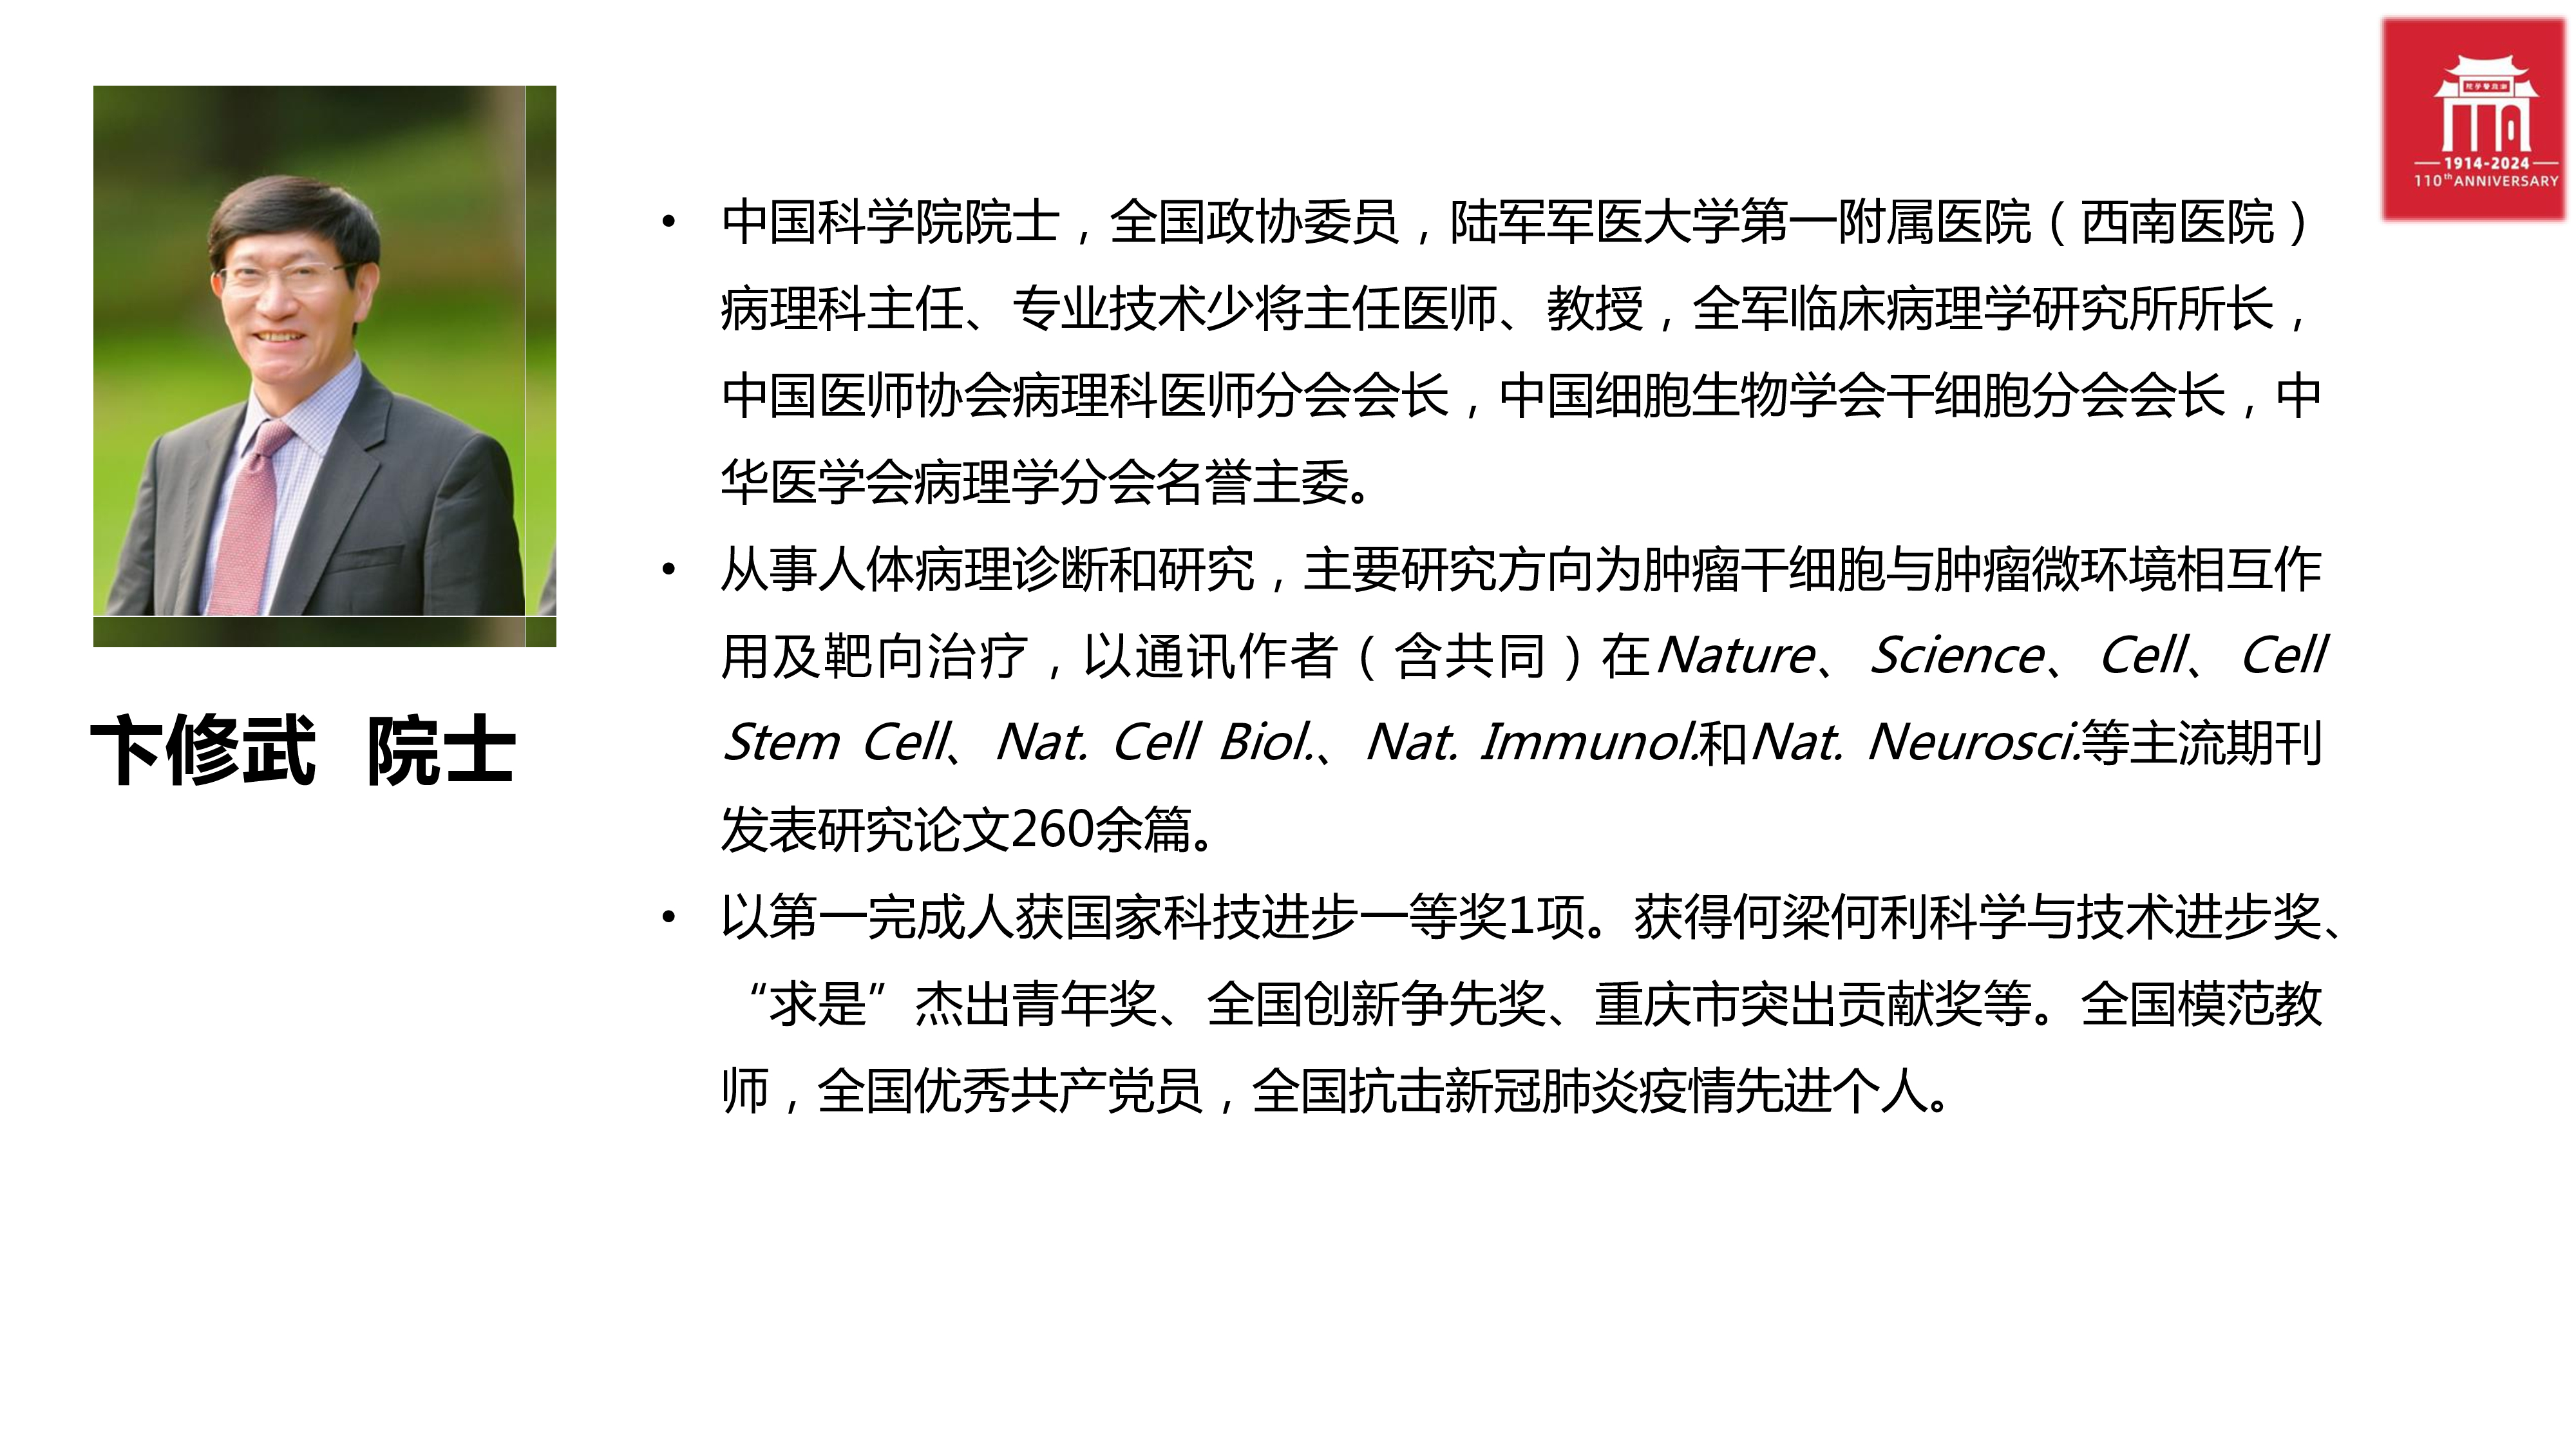 中国科学院院士，全国政协委员，陆军军医大学第一附属医院（西南医院）
病理科主任、专业技术少将主任医师、教授，全军临床病理学研究所所长，
中国医师协会病理科医师分会会长，中国细胞生物学会干细胞分会会长，中
华医学会病理学分会名誉主委。
从事人体病理诊断和研究，主要研究方向为肿瘤干细胞与肿瘤微环境相互作
用及靶向治疗，以通讯作者（含共同）在Nature、Science、Cell、Cell
Stem Cell、Nat. Cell Biol.、Nat. Immunol.和Nat. Neurosci.等主流期刊
发表研究论文260余篇。
以第一完成人获国家科技进步一等奖1项。获得何梁何利科学与技术进步奖、
“求是”杰出青年奖、全国创新争先奖、重庆市突出贡献奖等。全国模范教
师，全国优秀共产党员，全国抗击新冠肺炎疫情先进个人。
卞修武 院士
1914-2024
110th ANNIVERSARY